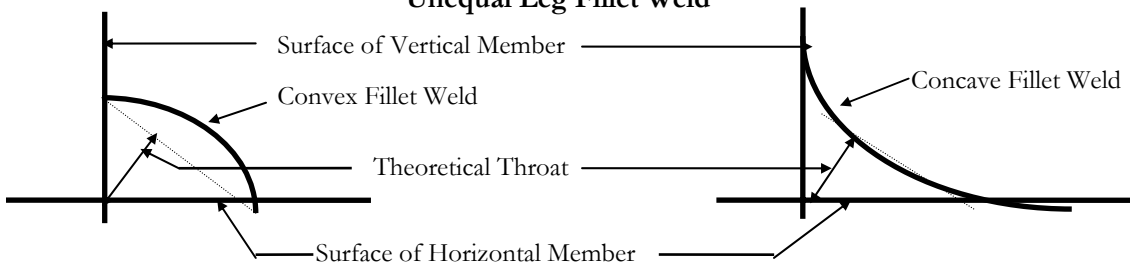 Unequal Leg Fillet Weld
Surface of Vertical Member
Convex Fillet Weld
Concave Fillet Weld
Theoretical Throat
Surface of Horizontal Member